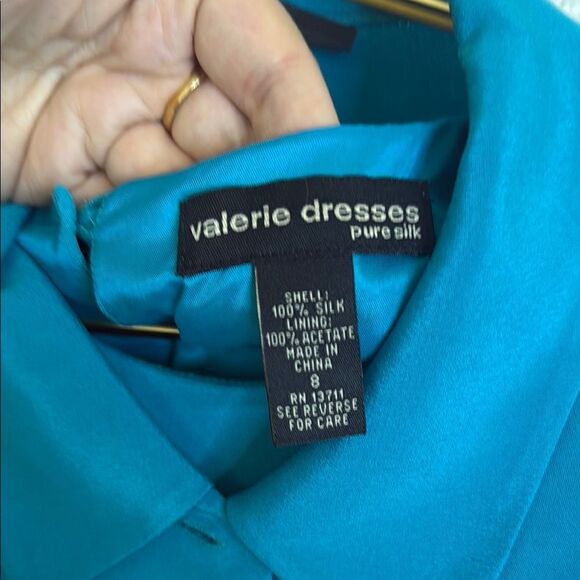 valerie dresses
pure silk
SHELL:
100% SILK
LINING:
100% ACETATE
MADE IN
CHINA
8
RN 13711
SEE REVERSE
FOR CARE